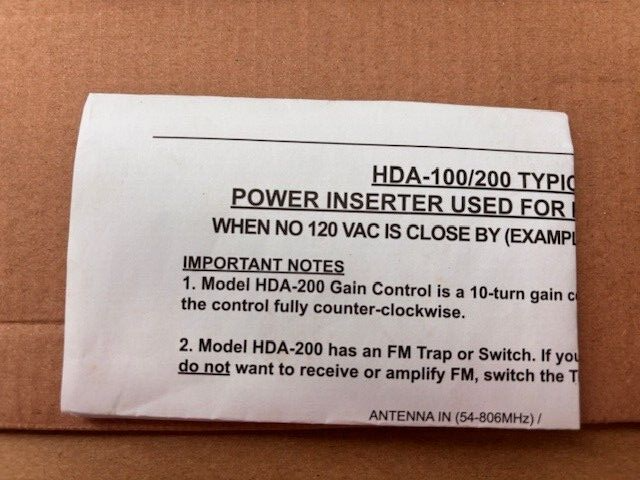 HDA-100/200 TYPIC
POWER INSERTER USED FOR
WHEN NO 120 VAC IS CLOSE BY (EXAMPL
IMPORTANT NOTES
1. Model HDA-200 Gain Control is a 10-turn gain co
the control fully counter-clockwise.
2. Model HDA-200 has an FM Trap or Switch. If you
do not want to receive or amplify FM, switch the T
ANTENNA IN (54-806MHz) /